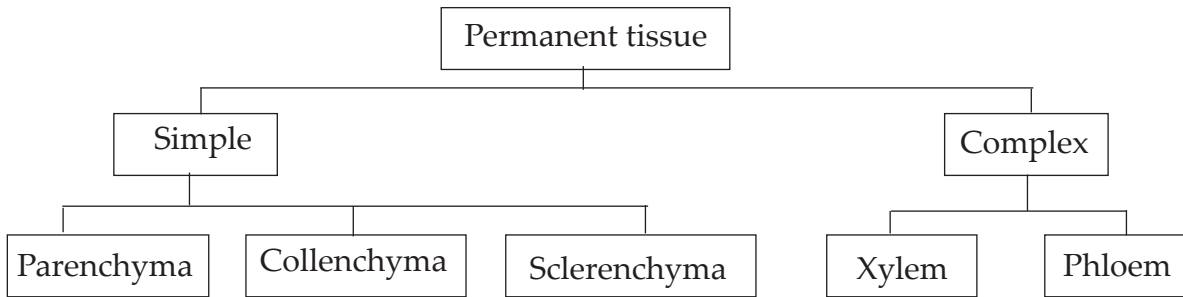 Permanent tissue
Simple
Complex
Parenchyma
Collenchyma
Sclerenchyma
Xylem
Phloem